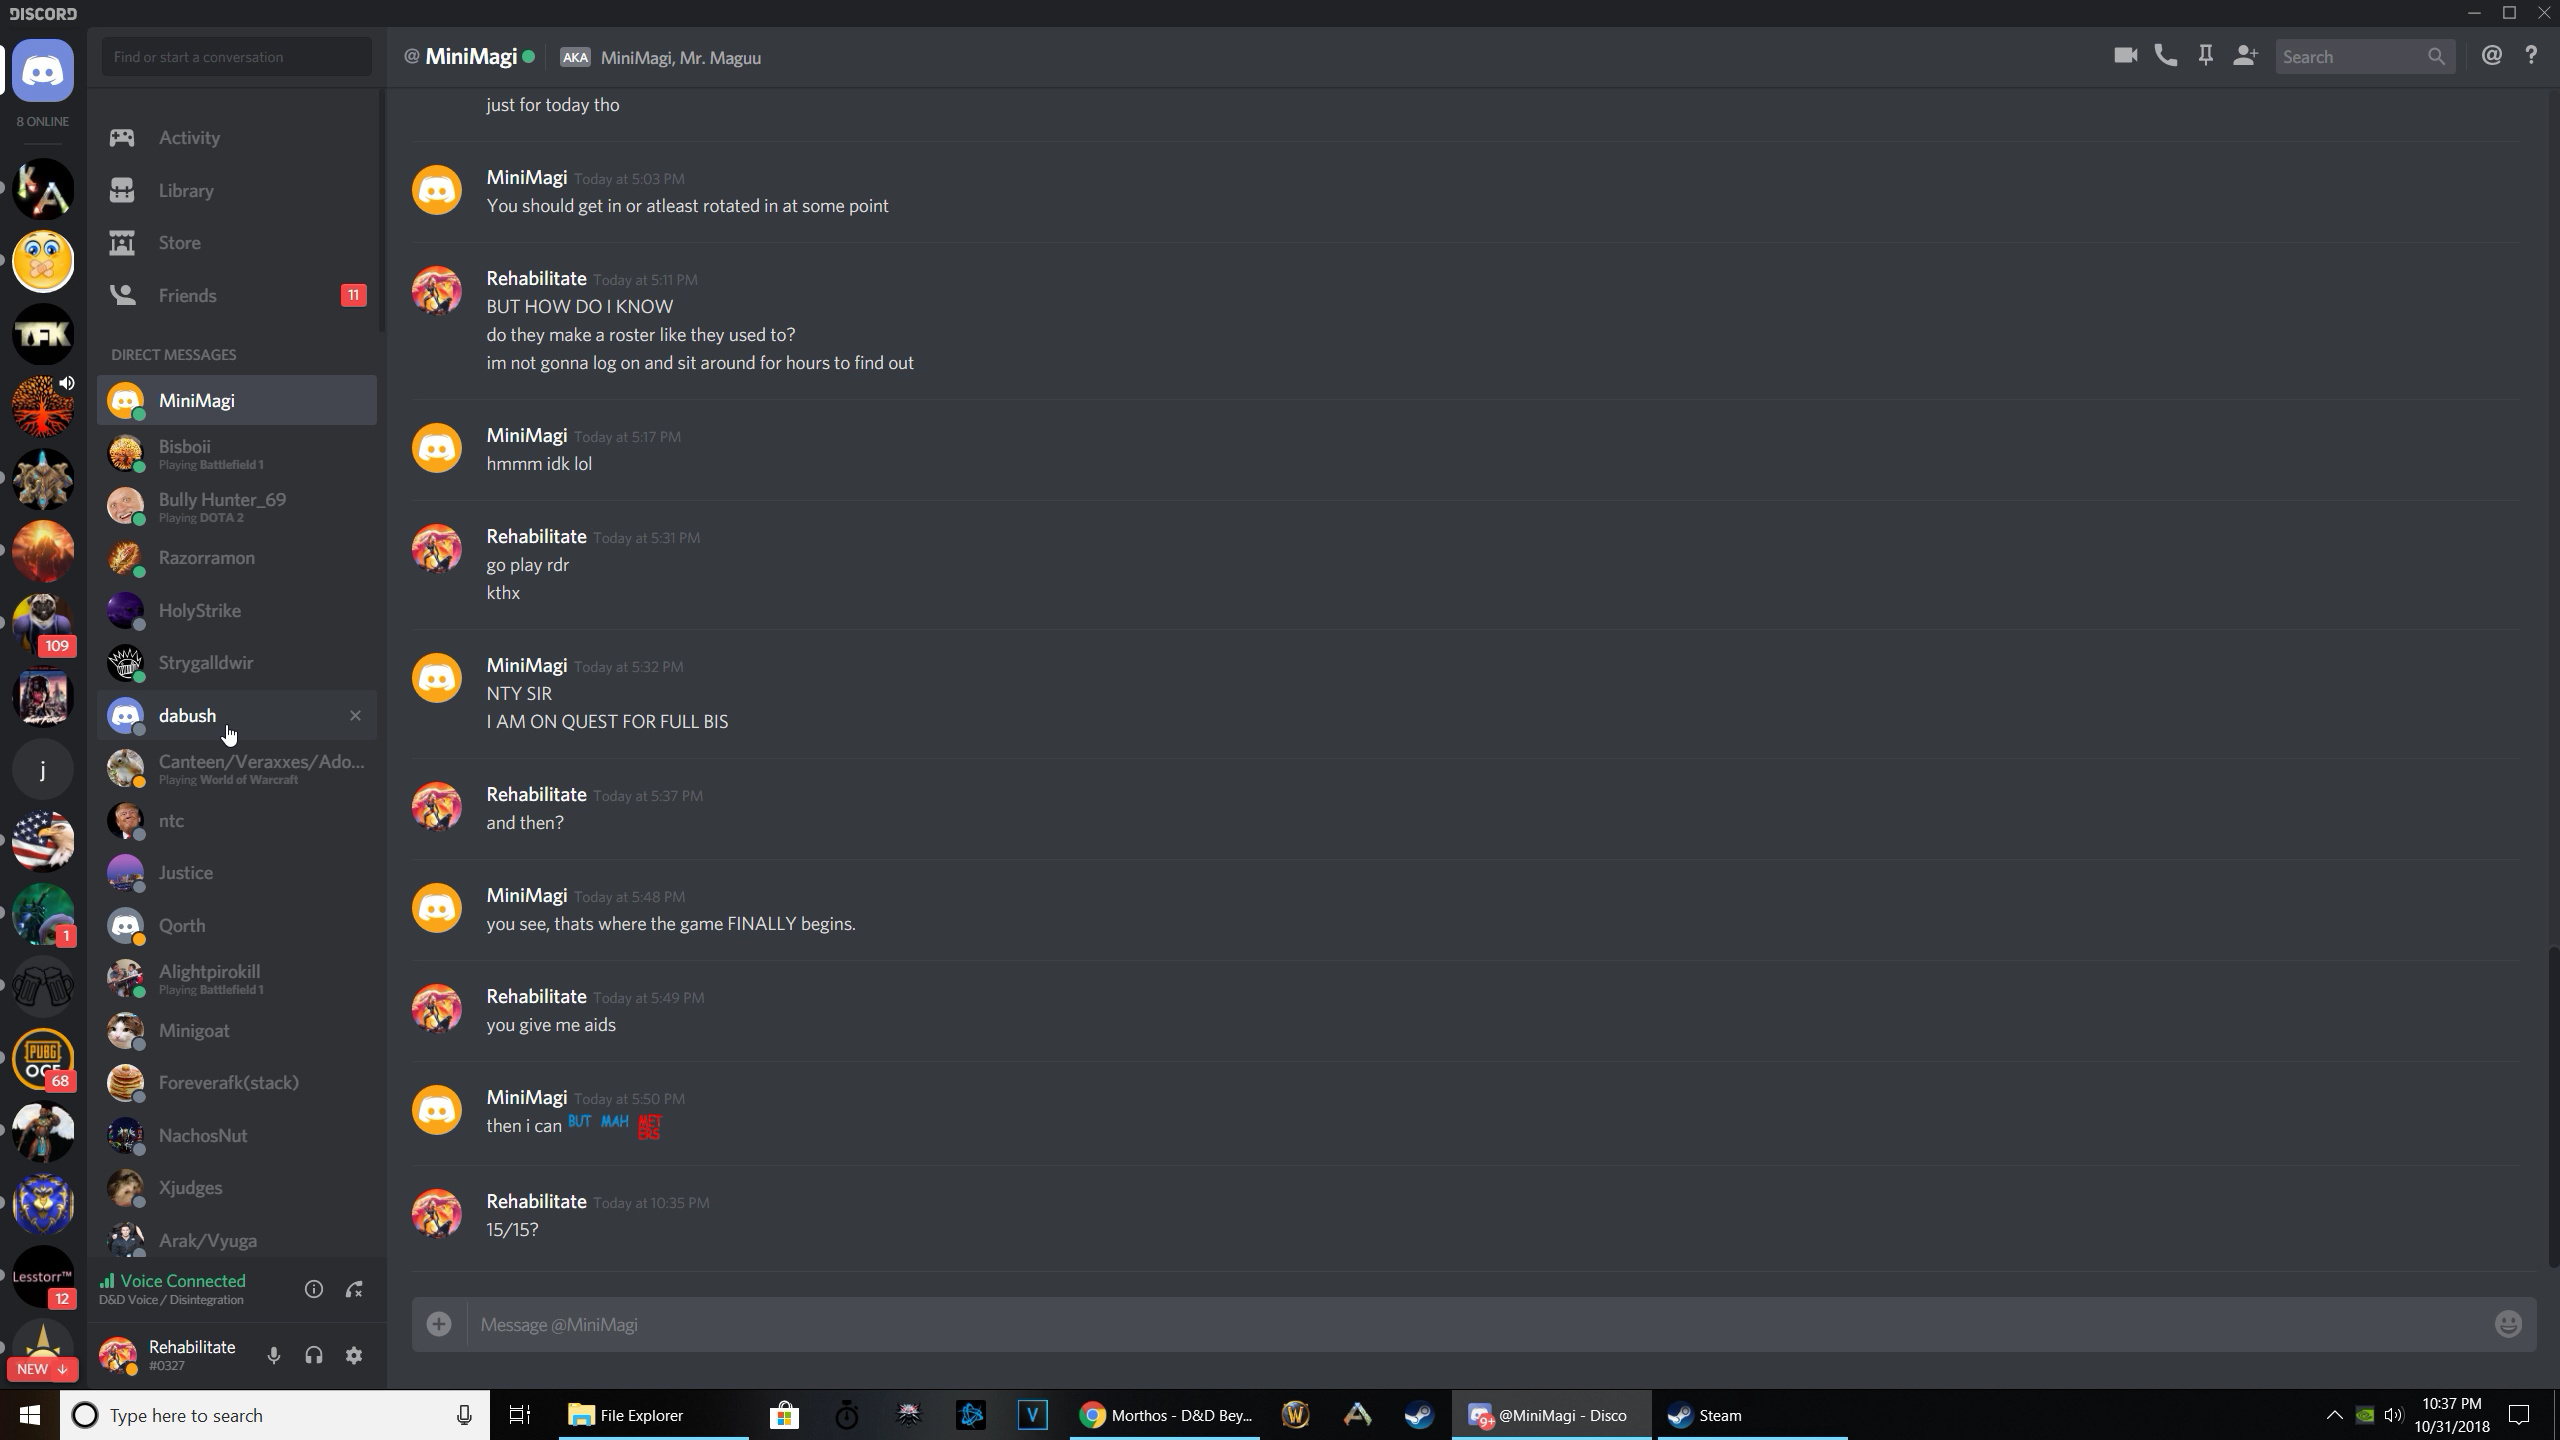 DISCORD
Find or start a conversation
@ MiniMagi
AKA MiniMagi, Mr. Maguu
Search
8 ONLINE
Activity
Library
Store
Friends
11
DIRECT MESSAGES
MiniMagi
Bisboii
Playing Battlefield 1
Bully Hunter_69
Playing DOTA 2
Razorramon
HolyStrike
Strygalldwir
dabush
Canteen/Veraxxes/Ado...
Playing World of Warcraft
ntc
Justice
Qorth
Alightpirokill
Playing Battlefield 1
Minigoat
Foreverafk(stack)
NachosNut
Xjudges
Arak/Vyuga
KA
TFK
109
j
1
PUBG
68
Lesstorr™
12
NEW
Voice Connected
D&D Voice / Disintegration
Rehabilitate
#0327
just for today tho
MiniMagi Today at 5:03 PM
You should get in or atleast rotated in at some point
Rehabilitate Today at 5:11 PM
BUT HOW DO I KNOW
do they make a roster like they used to?
im not gonna log on and sit around for hours to find out
MiniMagi Today at 5:17 PM
hmmm idk lol
Rehabilitate Today at 5:31 PM
go play rdr
kthx
MiniMagi Today at 5:32 PM
NTY SIR
I AM ON QUEST FOR FULL BIS
Rehabilitate Today at 5:37 PM
and then?
MiniMagi Today at 5:48 PM
you see, thats where the game FINALLY begins.
Rehabilitate Today at 5:49 PM
you give me aids
MiniMagi Today at 5:50 PM
then i can BUT MAH METERS
Rehabilitate Today at 10:35 PM
15/15?
Message @MiniMagi
Type here to search
File Explorer
V
Morthos - D&D Bey...
W
9+
@MiniMagi - Disco
Steam
10:37 PM
10/31/2018